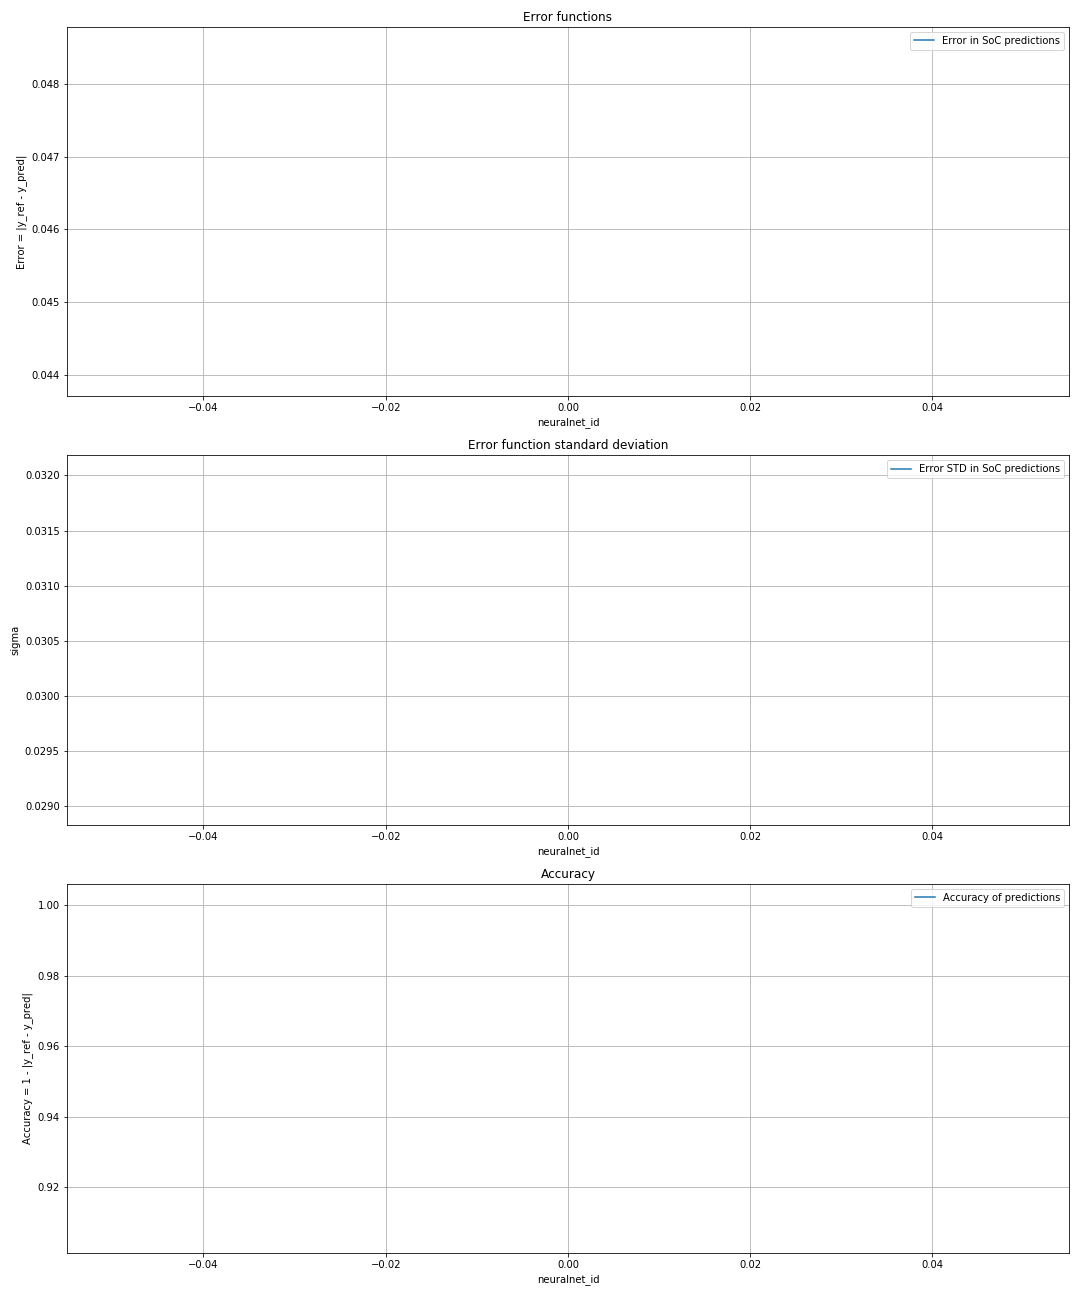 Error functions
Error in SoC predictions
0.048
0.047
0.046
0.045
0.044
Error = |y_ref - y_pred|
−0.04 −0.02 0.00 0.02 0.04
neuralnet_id
Error function standard deviation
Error STD in SoC predictions
0.0320
0.0315
0.0310
0.0305
0.0300
0.0295
0.0290
sigma
−0.04 −0.02 0.00 0.02 0.04
neuralnet_id
Accuracy
Accuracy of predictions
1.00
0.98
0.96
0.94
0.92
Accuracy = 1 - |y_ref - y_pred|
−0.04 −0.02 0.00 0.02 0.04
neuralnet_id